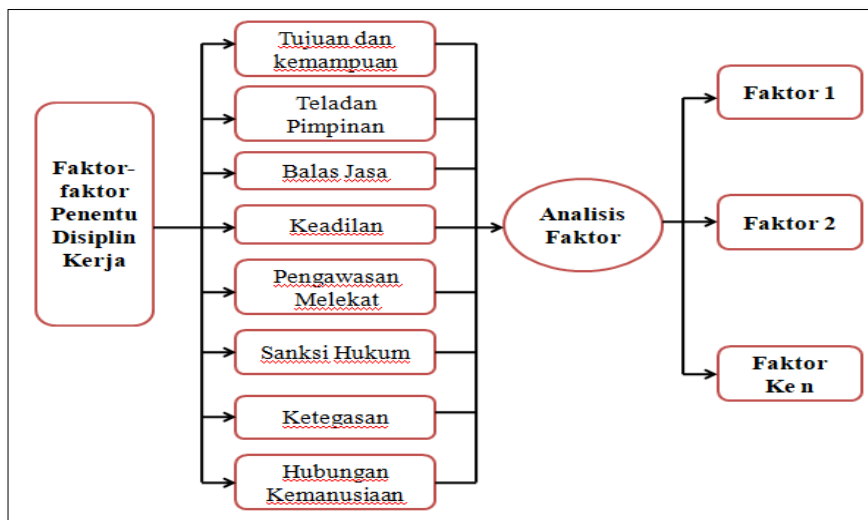 Faktor-
faktor
Penentu
Disiplin
Kerja
Tujuan dan
kemampuan
Teladan
Pimpinan
Balas Jasa
Keadilan
Pengawasan
Melekat
Sanksi Hukum
Ketegasan
Hubungan
Kemanusiaan
Analisis
Faktor
Faktor 1
Faktor 2
Faktor
Ke n